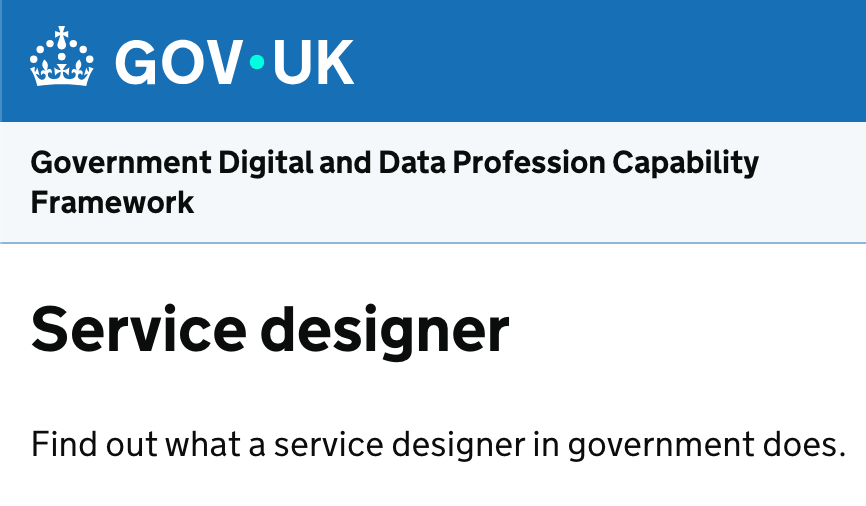 GOV·UK
Government Digital and Data Profession Capability
Framework
Service designer
Find out what a service designer in government does.